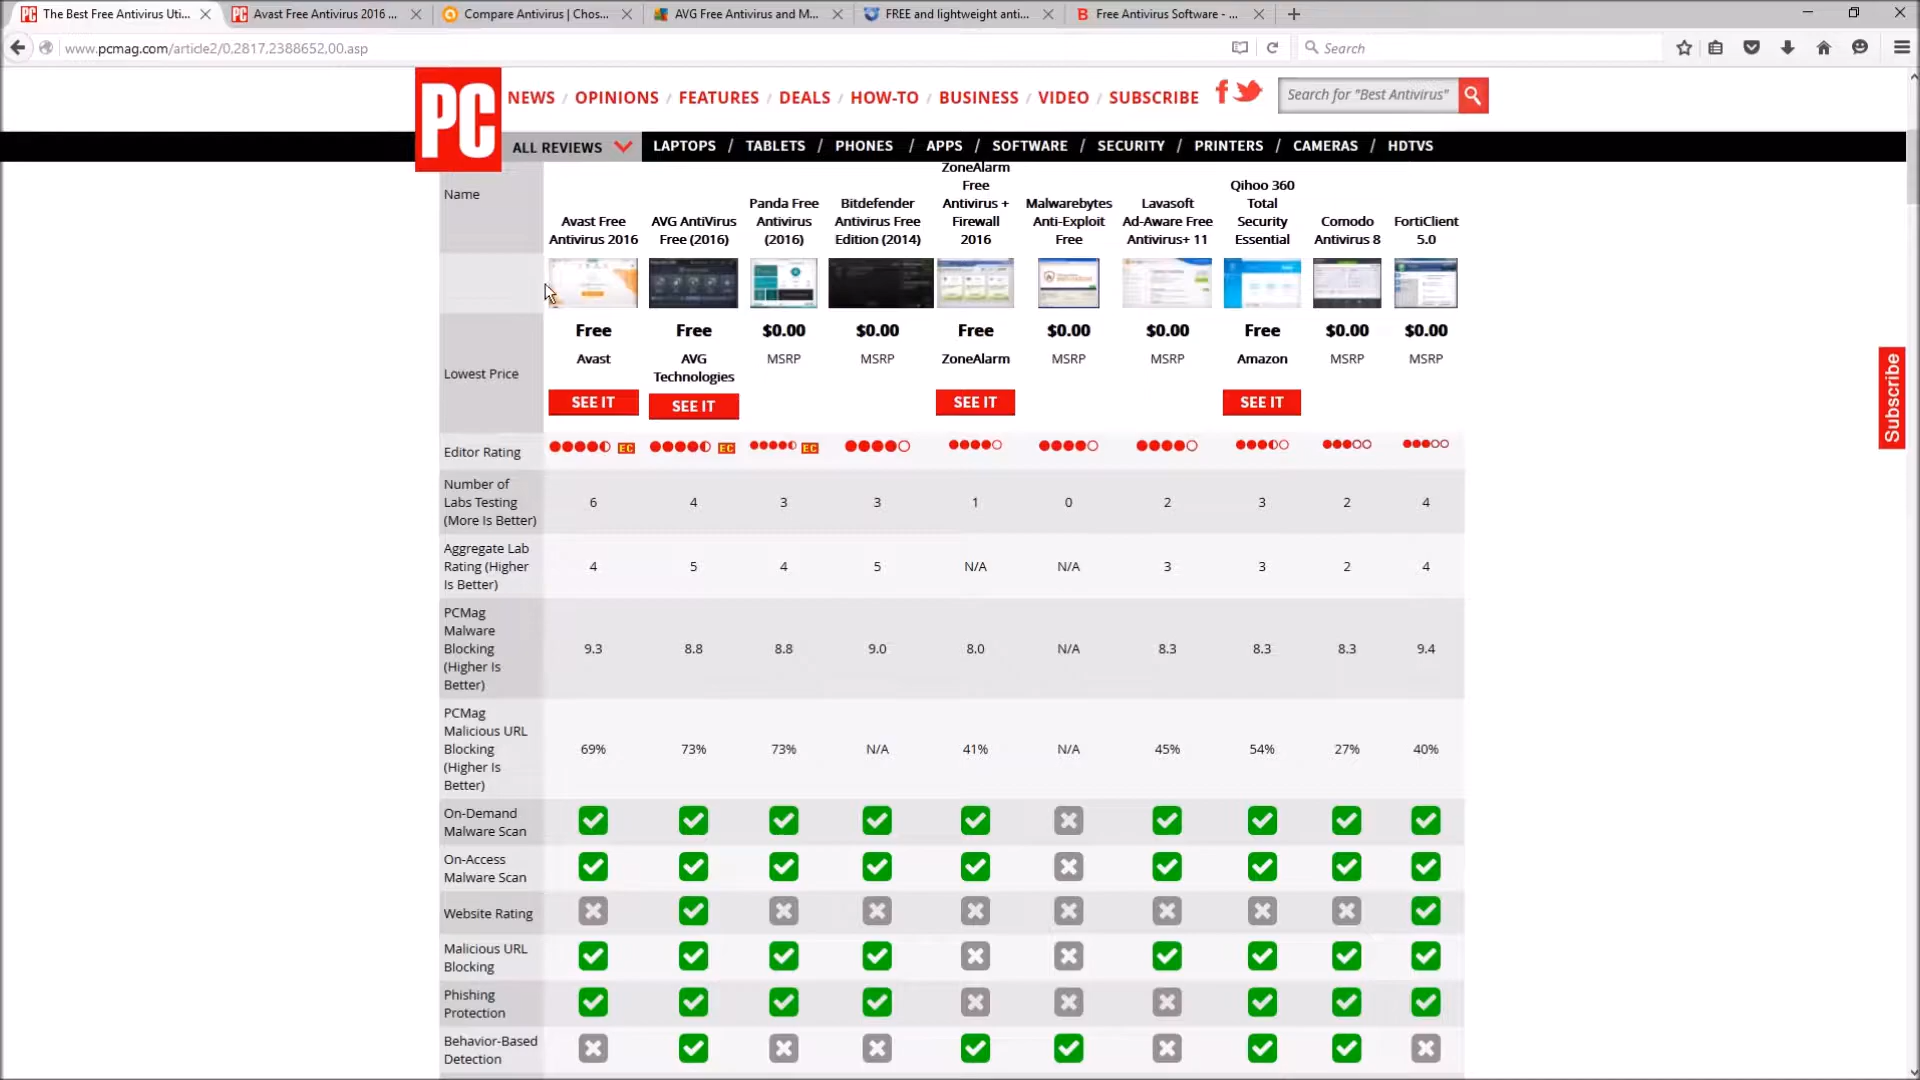 The Best Free Antivirus Uti...
Avast Free Antivirus 2016 ...
Compare Antivirus | Chos...
AVG Free Antivirus and M...
FREE and lightweight anti...
Free Antivirus Software - ...
www.pcmag.com/article2/0,2817,2388652,00.asp
Search
PC
NEWS / OPINIONS / FEATURES / DEALS / HOW-TO / BUSINESS / VIDEO / SUBSCRIBE
Search for "Best Antivirus"
ALL REVIEWS
LAPTOPS / TABLETS / PHONES / APPS / SOFTWARE / SECURITY / PRINTERS / CAMERAS / HDTVS
Name
Avast Free
Antivirus 2016
AVG AntiVirus
Free (2016)
Panda Free
Antivirus
(2016)
Bitdefender
Antivirus Free
Edition (2014)
ZoneAlarm
Free
Antivirus +
Firewall
2016
Malwarebytes
Anti-Exploit
Free
Lavasoft
Ad-Aware Free
Antivirus+ 11
Qihoo 360
Total
Security
Essential
Comodo
Antivirus 8
FortiClient
5.0
Lowest Price
Free
Avast
SEE IT
Free
AVG
Technologies
SEE IT
$0.00
MSRP
$0.00
MSRP
Free
ZoneAlarm
SEE IT
$0.00
MSRP
$0.00
MSRP
Free
Amazon
SEE IT
$0.00
MSRP
$0.00
MSRP
Subscribe
Editor Rating
EC EC EC
Number of
Labs Testing
(More Is Better)
6 4 3 3 1 0 2 3 2 4
Aggregate Lab
Rating (Higher
Is Better)
4 5 4 5 N/A N/A 3 3 2 4
PCMag
Malware
Blocking
(Higher Is
Better)
9.3 8.8 8.8 9.0 8.0 N/A 8.3 8.3 8.3 9.4
PCMag
Malicious URL
Blocking
(Higher Is
Better)
69% 73% 73% N/A 41% N/A 45% 54% 27% 40%
On-Demand
Malware Scan
On-Access
Malware Scan
Website Rating
Malicious URL
Blocking
Phishing
Protection
Behavior-Based
Detection